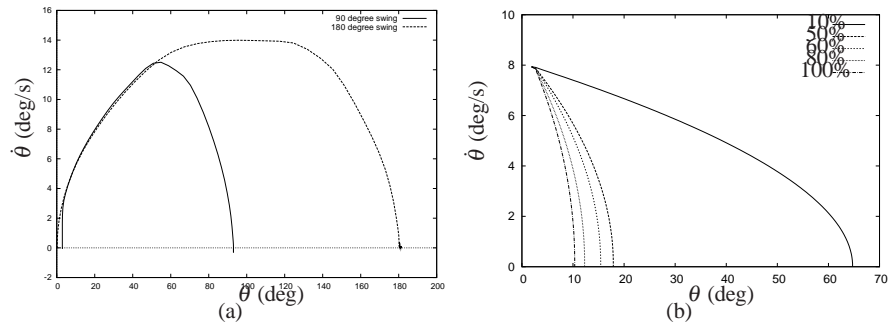 90 degree swing
180 degree swing
16
14
12
10
8
6
4
2
0
-2
0 20 40 60 80 100 120 140 160 180 200
θ̇ (deg/s)
θ (deg)
(a)
10%
50%
60%
80%
100%
10
8
6
4
2
0
0 10 20 30 40 50 60 70
θ̇ (deg/s)
θ (deg)
(b)